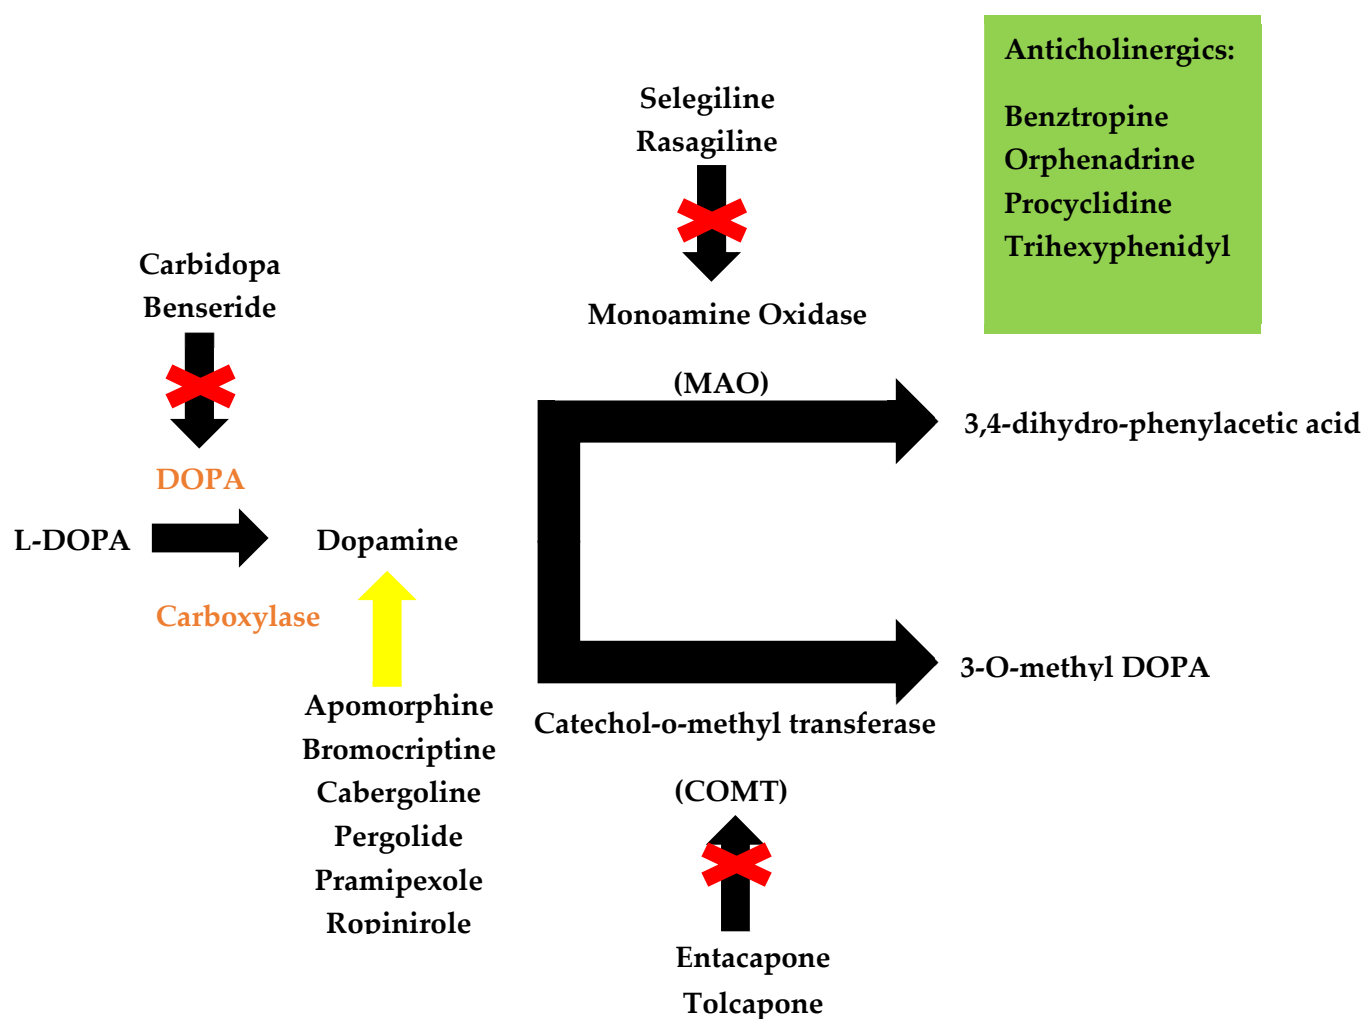 Anticholinergics:
Benztropine
Orphenadrine
Procyclidine
Trihexyphenidyl
Selegiline
Rasagiline
Monoamine Oxidase
(MAO)
3,4-dihydro-phenylacetic acid
Carbidopa
Benseride
DOPA
L-DOPA
Dopamine
Carboxylase
Apomorphine
Bromocriptine
Cabergoline
Pergolide
Pramipexole
Ropinirole
3-O-methyl DOPA
Catechol-o-methyl transferase
(COMT)
Entacapone
Tolcapone